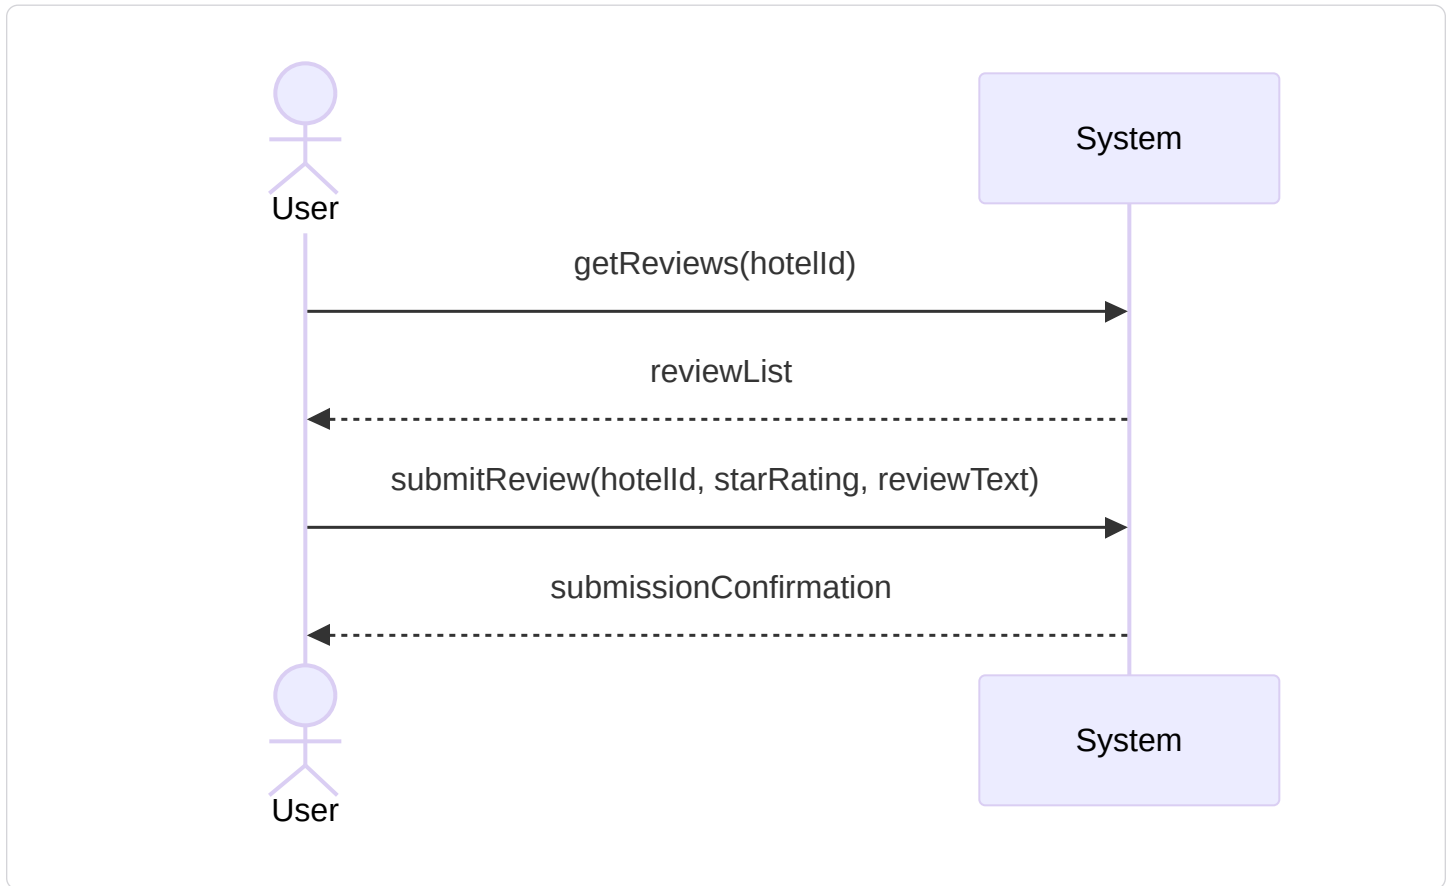 User
System
getReviews(hotelId)
reviewList
submitReview(hotelId, starRating, reviewText)
submissionConfirmation
User
System